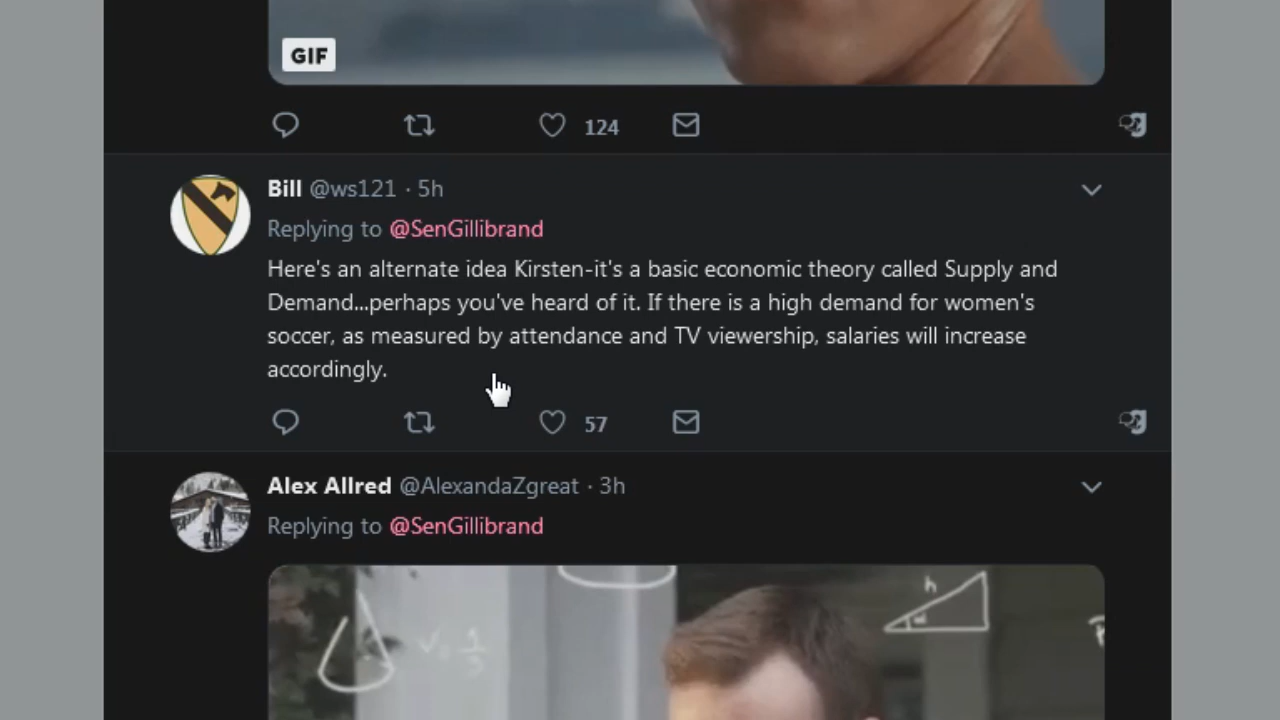 GIF
124
Bill @ws121 · 5h
Replying to @SenGillibrand
Here's an alternate idea Kirsten-it's a basic economic theory called Supply and
Demand...perhaps you've heard of it. If there is a high demand for women's
soccer, as measured by attendance and TV viewership, salaries will increase
accordingly.
57
Alex Allred @AlexandaZgreat · 3h
Replying to @SenGillibrand
h